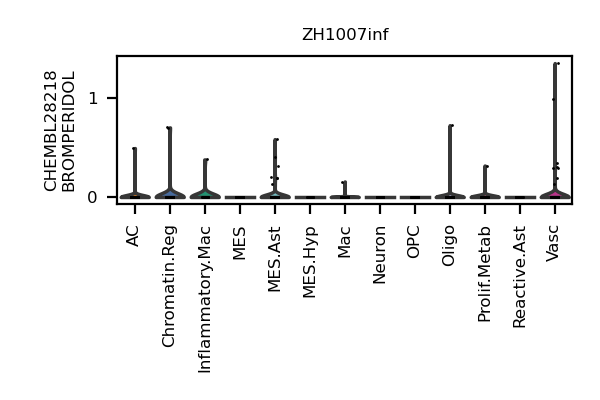 ZH1007inf
CHEMBL28218
BROMPERIDOL
1
0
AC
Chromatin.Reg
Inflammatory.Mac
MES
MES.Ast
MES.Hyp
Mac
Neuron
OPC
Oligo
Prolif.Metab
Reactive.Ast
Vasc